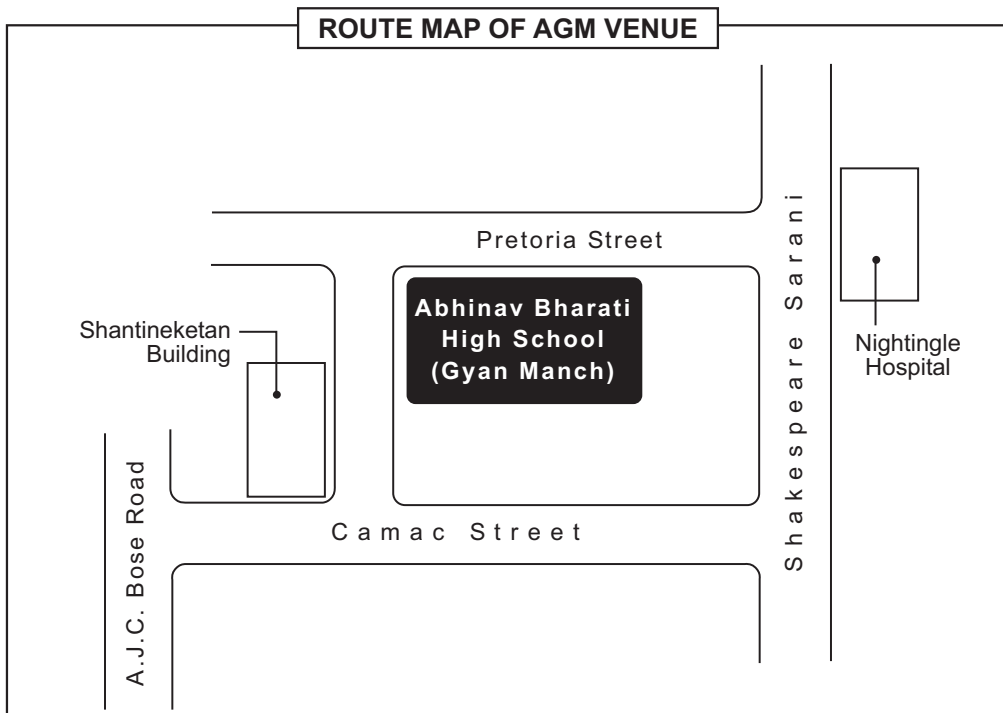 ROUTE MAP OF AGM VENUE
Pretoria Street
Abhinav Bharati
High School
(Gyan Manch)
Shantineketan
Building
Nightingle
Hospital
Shakespeare Sarani
Camac Street
A.J.C. Bose Road